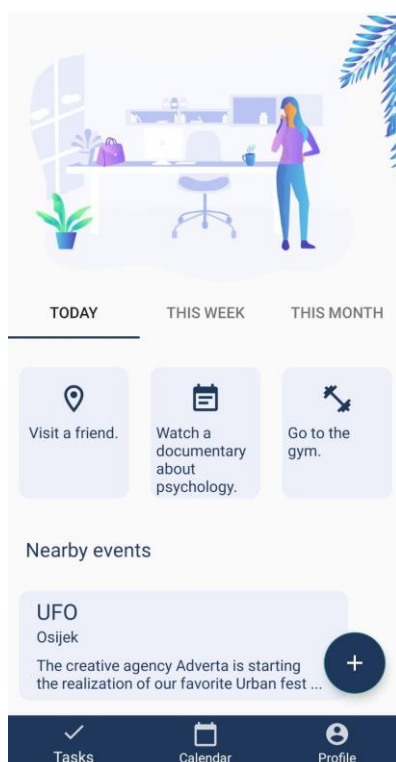 TODAY THIS WEEK THIS MONTH
Visit a friend.
Watch a
documentary
about
psychology.
Go to the
gym.
Nearby events
UFO
Osijek
The creative agency Adverta is starting
the realization of our favorite Urban fest ...
+
Tasks Calendar Profile